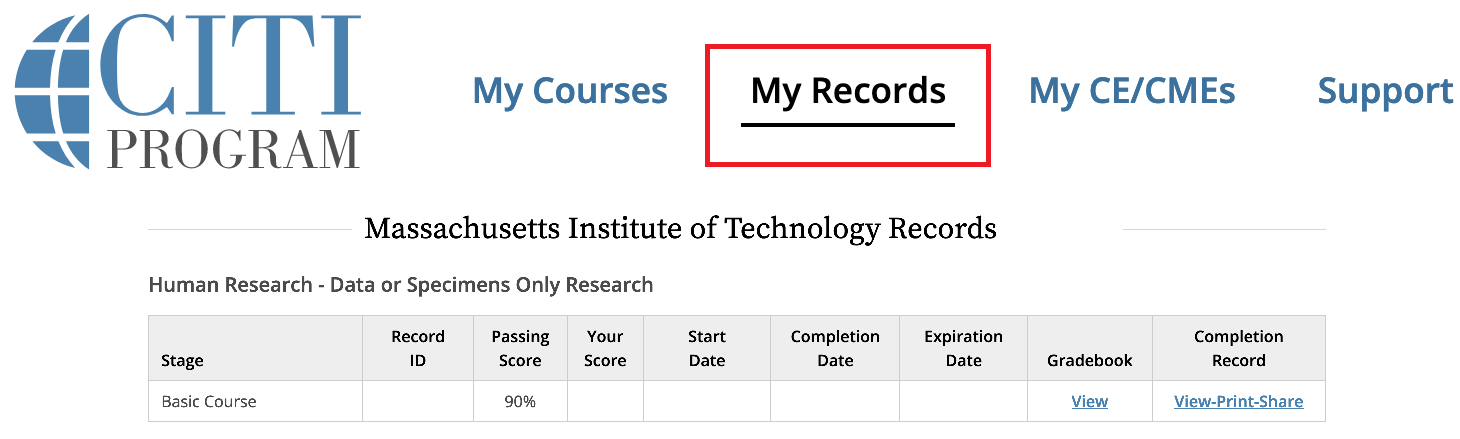 CITI
PROGRAM
My Courses My Records My CE/CMEs Support
Massachusetts Institute of Technology Records
Human Research - Data or Specimens Only Research
Stage Record ID Passing Score Your Score Start Date Completion Date Expiration Date Gradebook Completion Record
Basic Course 90% View View-Print-Share